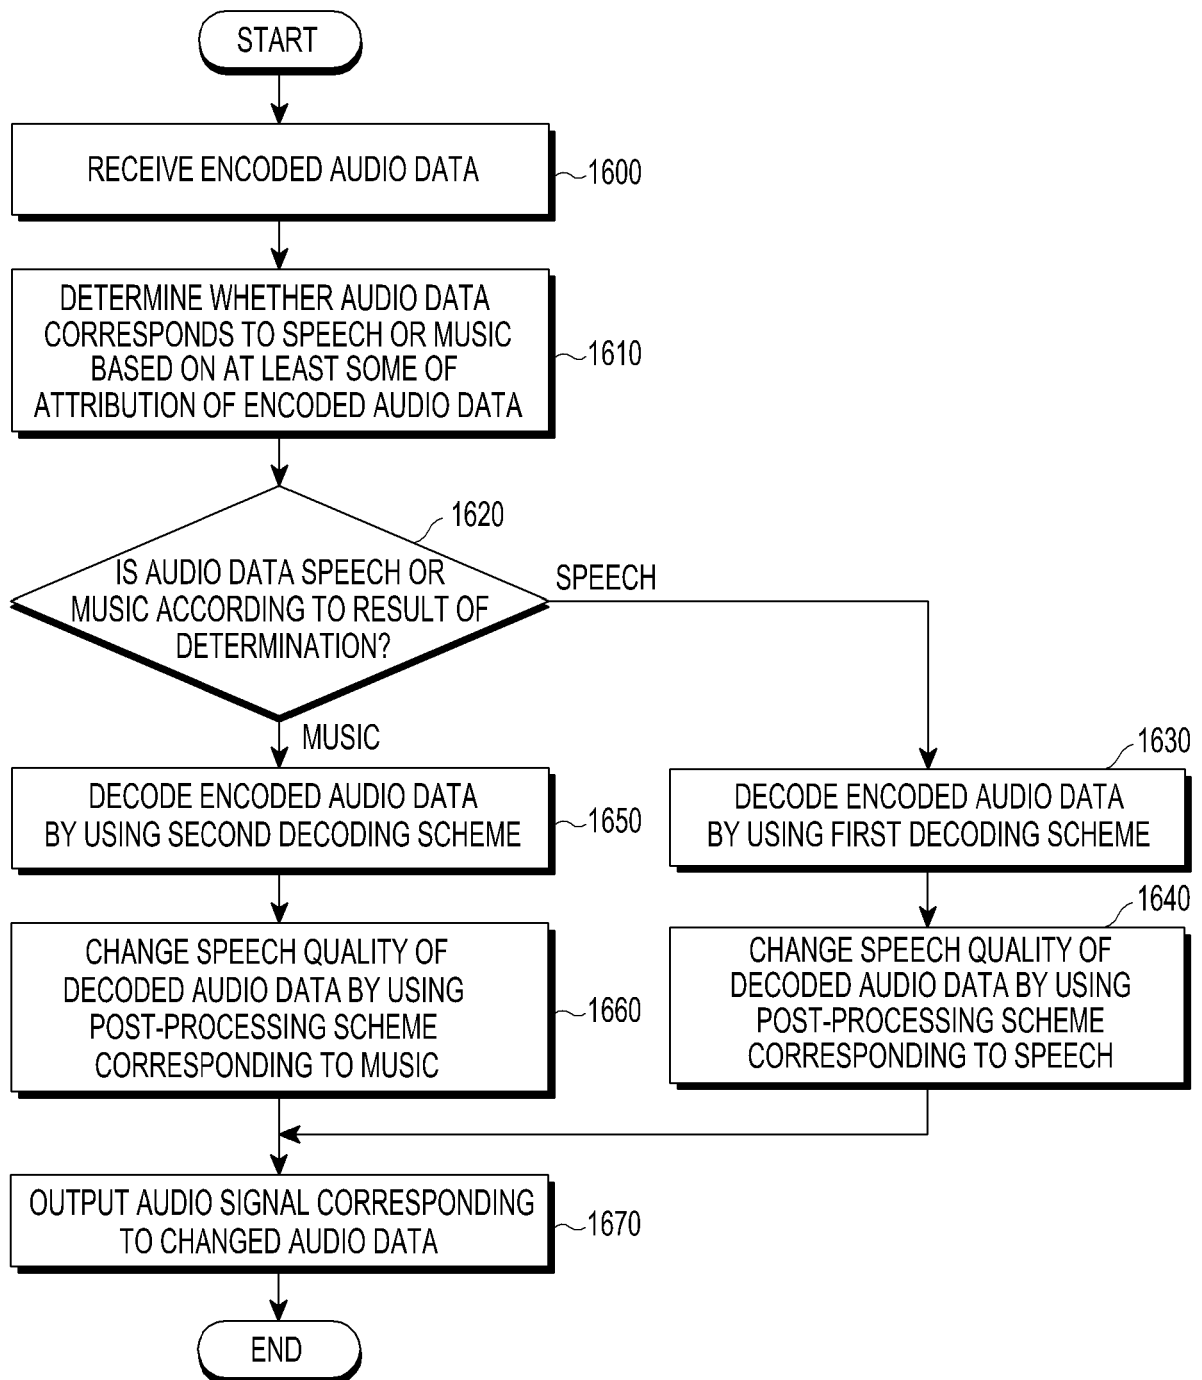 START
RECEIVE ENCODED AUDIO DATA
1600
DETERMINE WHETHER AUDIO DATA
CORRESPONDS TO SPEECH OR MUSIC
BASED ON AT LEAST SOME OF
ATTRIBUTION OF ENCODED AUDIO DATA
1610
1620
IS AUDIO DATA SPEECH OR
MUSIC ACCORDING TO RESULT OF
DETERMINATION?
SPEECH
MUSIC
1630
DECODE ENCODED AUDIO DATA
BY USING SECOND DECODING SCHEME
1650
DECODE ENCODED AUDIO DATA
BY USING FIRST DECODING SCHEME
1640
CHANGE SPEECH QUALITY OF
DECODED AUDIO DATA BY USING
POST-PROCESSING SCHEME
CORRESPONDING TO MUSIC
1660
CHANGE SPEECH QUALITY OF
DECODED AUDIO DATA BY USING
POST-PROCESSING SCHEME
CORRESPONDING TO SPEECH
OUTPUT AUDIO SIGNAL CORRESPONDING
TO CHANGED AUDIO DATA
1670
END